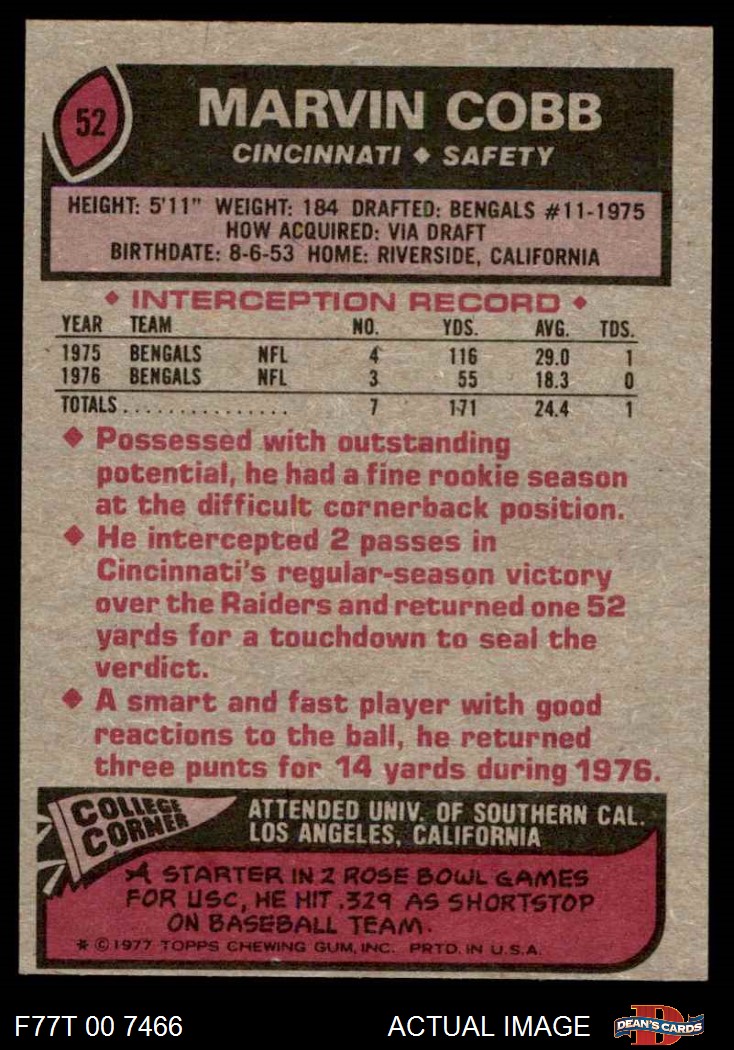 52
MARVIN COBB
CINCINNATI ◆ SAFETY
HEIGHT: 5'11" WEIGHT: 184 DRAFTED: BENGALS #11-1975
HOW ACQUIRED: VIA DRAFT
BIRTHDATE: 8-6-53 HOME: RIVERSIDE, CALIFORNIA
◆ INTERCEPTION RECORD ◆
YEAR TEAM NO. YDS. AVG. TDS.
1975 BENGALS NFL 4 116 29.0 1
1976 BENGALS NFL 3 55 18.3 0
TOTALS................ 7 171 24.4 1
◆ Possessed with outstanding
potential, he had a fine rookie season
at the difficult cornerback position.
◆ He intercepted 2 passes in
Cincinnati's regular-season victory
over the Raiders and returned one 52
yards for a touchdown to seal the
verdict.
◆ A smart and fast player with good
reactions to the ball, he returned
three punts for 14 yards during 1976.
COLLEGE
CORNER
ATTENDED UNIV. OF SOUTHERN CAL.
LOS ANGELES, CALIFORNIA
A STARTER IN 2 ROSE BOWL GAMES
FOR USC, HE HIT .329 AS SHORTSTOP
ON BASEBALL TEAM.
* © 1977 TOPPS CHEWING GUM, INC. PRTD. IN U.S.A.
F77T 00 7466
ACTUAL IMAGE
D
DEAN'S CARDS